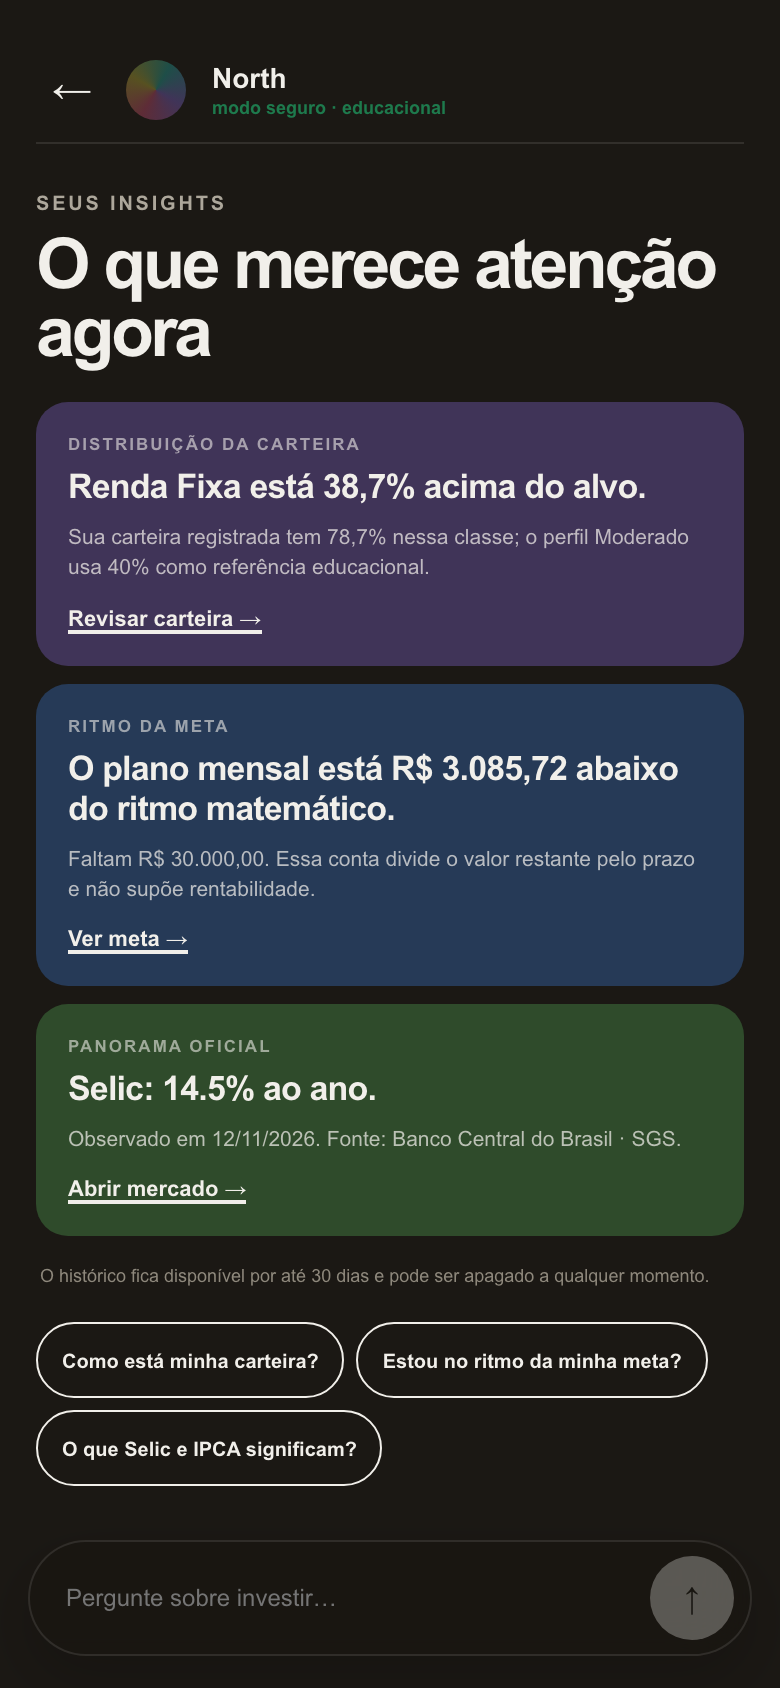 ←
North
modo seguro · educacional
SEUS INSIGHTS
O que merece atenção
agora
DISTRIBUIÇÃO DA CARTEIRA
Renda Fixa está 38,7% acima do alvo.
Sua carteira registrada tem 78,7% nessa classe; o perfil Moderado
usa 40% como referência educacional.
Revisar carteira →
RITMO DA META
O plano mensal está R$ 3.085,72 abaixo
do ritmo matemático.
Faltam R$ 30.000,00. Essa conta divide o valor restante pelo prazo
e não supõe rentabilidade.
Ver meta →
PANORAMA OFICIAL
Selic: 14.5% ao ano.
Observado em 12/11/2026. Fonte: Banco Central do Brasil · SGS.
Abrir mercado →
O histórico fica disponível por até 30 dias e pode ser apagado a qualquer momento.
Como está minha carteira? Estou no ritmo da minha meta?
O que Selic e IPCA significam?
Pergunte sobre investir… ↑